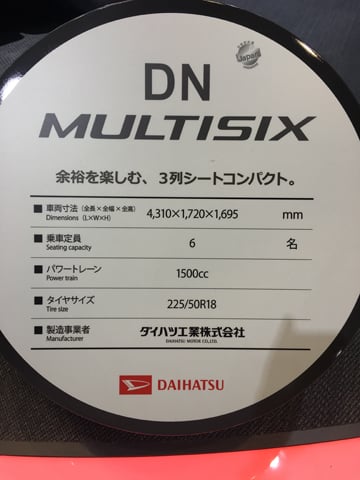 Japan
DN
MULTISIX
余裕を楽しむ、3列シートコンパクト。
■ 車両寸法（全長×全幅×全高） 4,310×1,720×1,695 mm
Dimensions (L×W×H)
■ 乗車定員 6 名
Seating capacity
■ パワートレーン 1500cc
Power train
■ タイヤサイズ 225/50R18
Tire size
■ 製造事業者 ダイハツ工業株式会社
Manufacturer DAIHATSU MOTOR CO.,LTD.
DAIHATSU